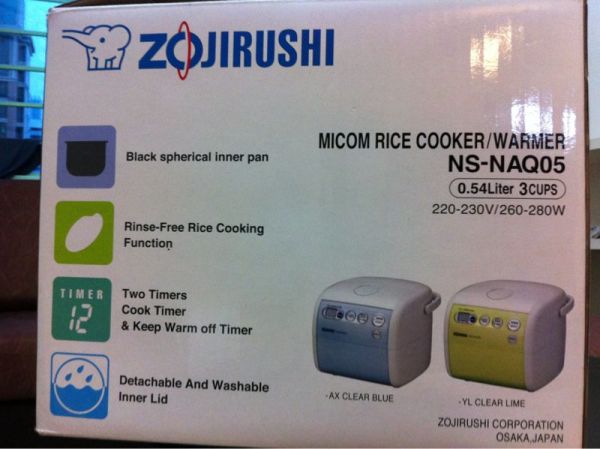 ZOJIRUSHI
MICOM RICE COOKER/WARMER
NS-NAQ05
0.54Liter 3CUPS
220-230V/260-280W
Black spherical inner pan
Rinse-Free Rice Cooking
Function
TIMER
12
Two Timers
Cook Timer
& Keep Warm off Timer
Detachable And Washable
Inner Lid
-AX CLEAR BLUE
-YL CLEAR LIME
ZOJIRUSHI CORPORATION
OSAKA,JAPAN